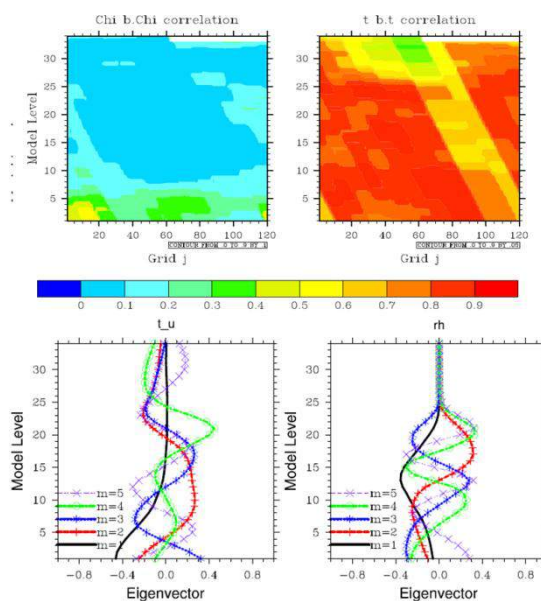 Chi b.Chi correlation
t b.t correlation
Model Level
30
25
20
15
10
5
30
25
20
15
10
5
20 40 60 80 100 120
20 40 60 80 100 120
Grid j
Grid j
0 0.1 0.2 0.3 0.4 0.5 0.6 0.7 0.8 0.9
t_u
rh
Model Level
Model Level
30
25
20
15
10
5
30
25
20
15
10
5
m=5
m=4
m=3
m=2
m=1
m=5
m=4
m=3
m=2
m=1
-0.8 -0.4 0.0 0.4 0.8
-0.8 -0.4 0.0 0.4 0.8
Eigenvector
Eigenvector